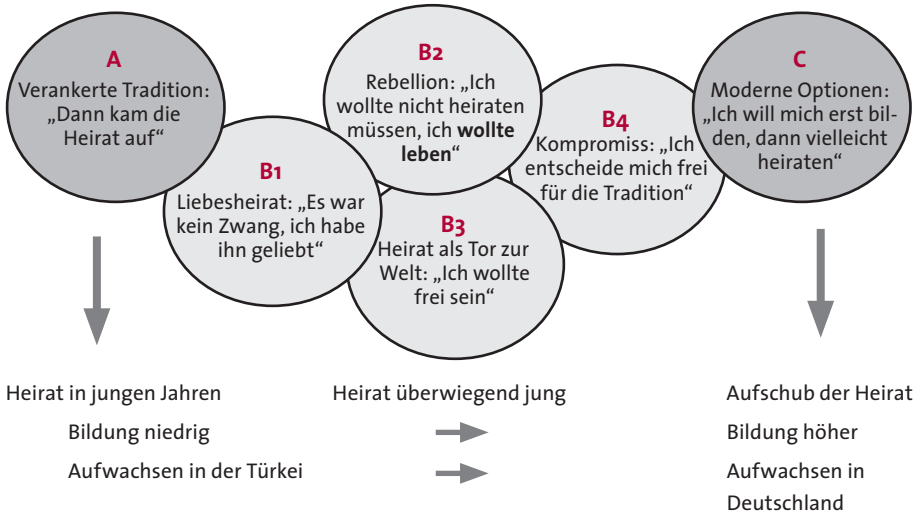 A
Verankerte Tradition:
„Dann kam die
Heirat auf“
B1
Liebesheirat: „Es war
kein Zwang, ich habe
ihn geliebt“
B2
Rebellion: „Ich
wollte nicht heiraten
müssen, ich wollte
leben“
B3
Heirat als Tor zur
Welt: „Ich wollte
frei sein“
B4
Kompromiss: „Ich
entscheide mich frei
für die Tradition“
C
Moderne Optionen:
„Ich will mich erst bil-
den, dann vielleicht
heiraten“
Heirat in jungen Jahren
Heirat überwiegend jung
Aufschub der Heirat
Bildung niedrig
Bildung höher
Aufwachsen in der Türkei
Aufwachsen in
Deutschland